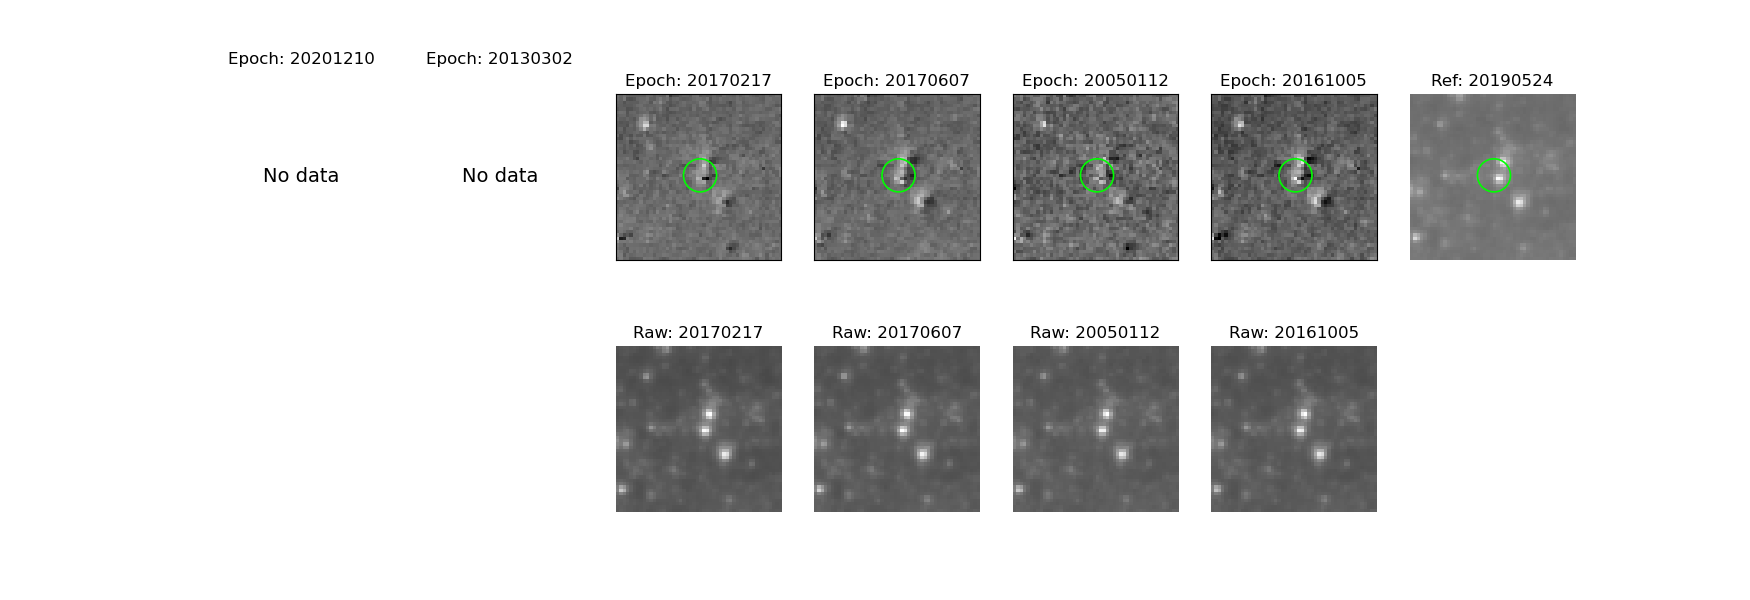 Epoch: 20201210
Epoch: 20130302
Epoch: 20170217
Epoch: 20170607
Epoch: 20050112
Epoch: 20161005
Ref: 20190524
No data
No data
Raw: 20170217
Raw: 20170607
Raw: 20050112
Raw: 20161005